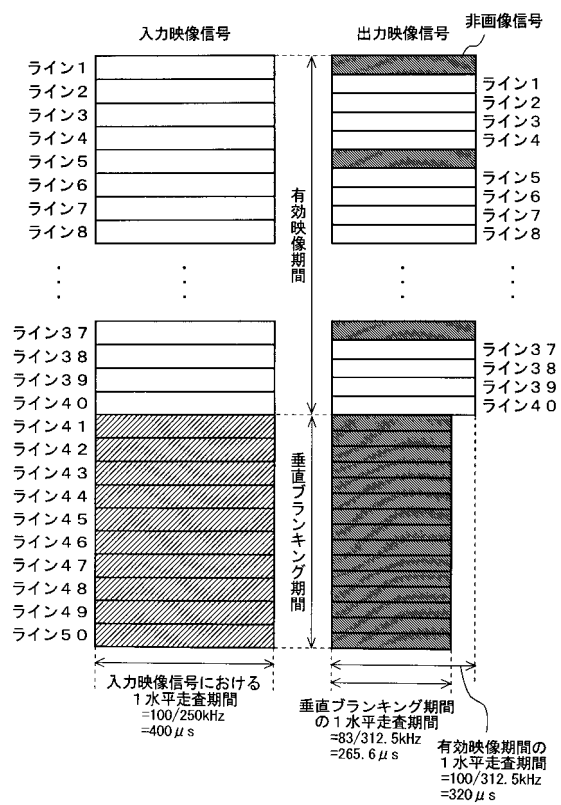 入力映像信号
出力映像信号
非画像信号
ライン1
ライン2
ライン3
ライン4
ライン5
ライン6
ライン7
ライン8
ライン1
ライン2
ライン3
ライン4
ライン5
ライン6
ライン7
ライン8
有効映像期間
ライン37
ライン38
ライン39
ライン40
ライン41
ライン42
ライン43
ライン44
ライン45
ライン46
ライン47
ライン48
ライン49
ライン50
ライン37
ライン38
ライン39
ライン40
垂直ブランキング期間
入力映像信号における
1水平走査期間
=100/250kHz
=400μs
垂直ブランキング期間
の1水平走査期間
=83/312.5kHz
=265.6μs
有効映像期間の
1水平走査期間
=100/312.5kHz
=320μs